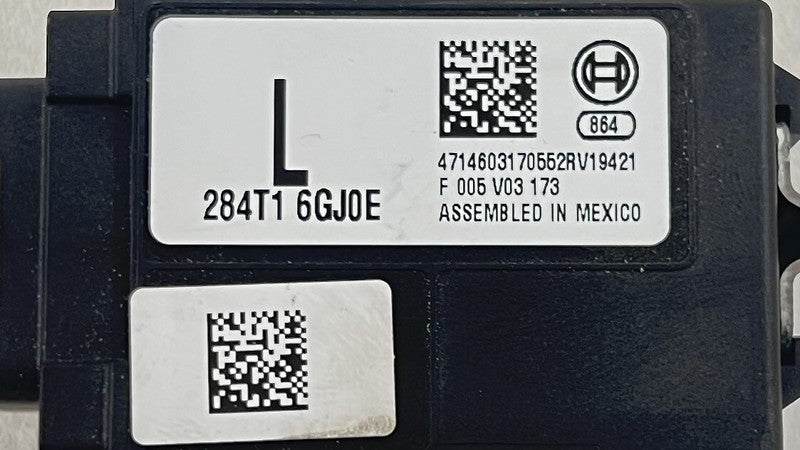 L
284T1 6GJ0E
864
4714603170552RV19421
F 005 V03 173
ASSEMBLED IN MEXICO